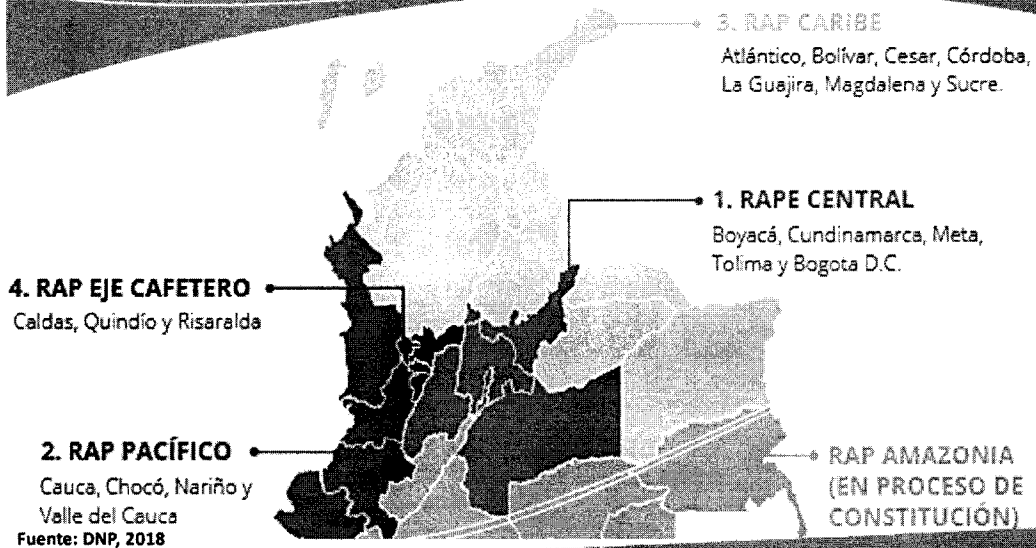 3. RAP CARIBE
Atlántico, Bolívar, Cesar, Córdoba,
La Guajira, Magdalena y Sucre.
1. RAPE CENTRAL
Boyacá, Cundinamarca, Meta,
Tolima y Bogota D.C.
4. RAP EJE CAFETERO
Caldas, Quindío y Risaralda
2. RAP PACÍFICO
Cauca, Chocó, Nariño y
Valle del Cauca
RAP AMAZONIA
(EN PROCESO DE
CONSTITUCIÓN)
Fuente: DNP, 2018